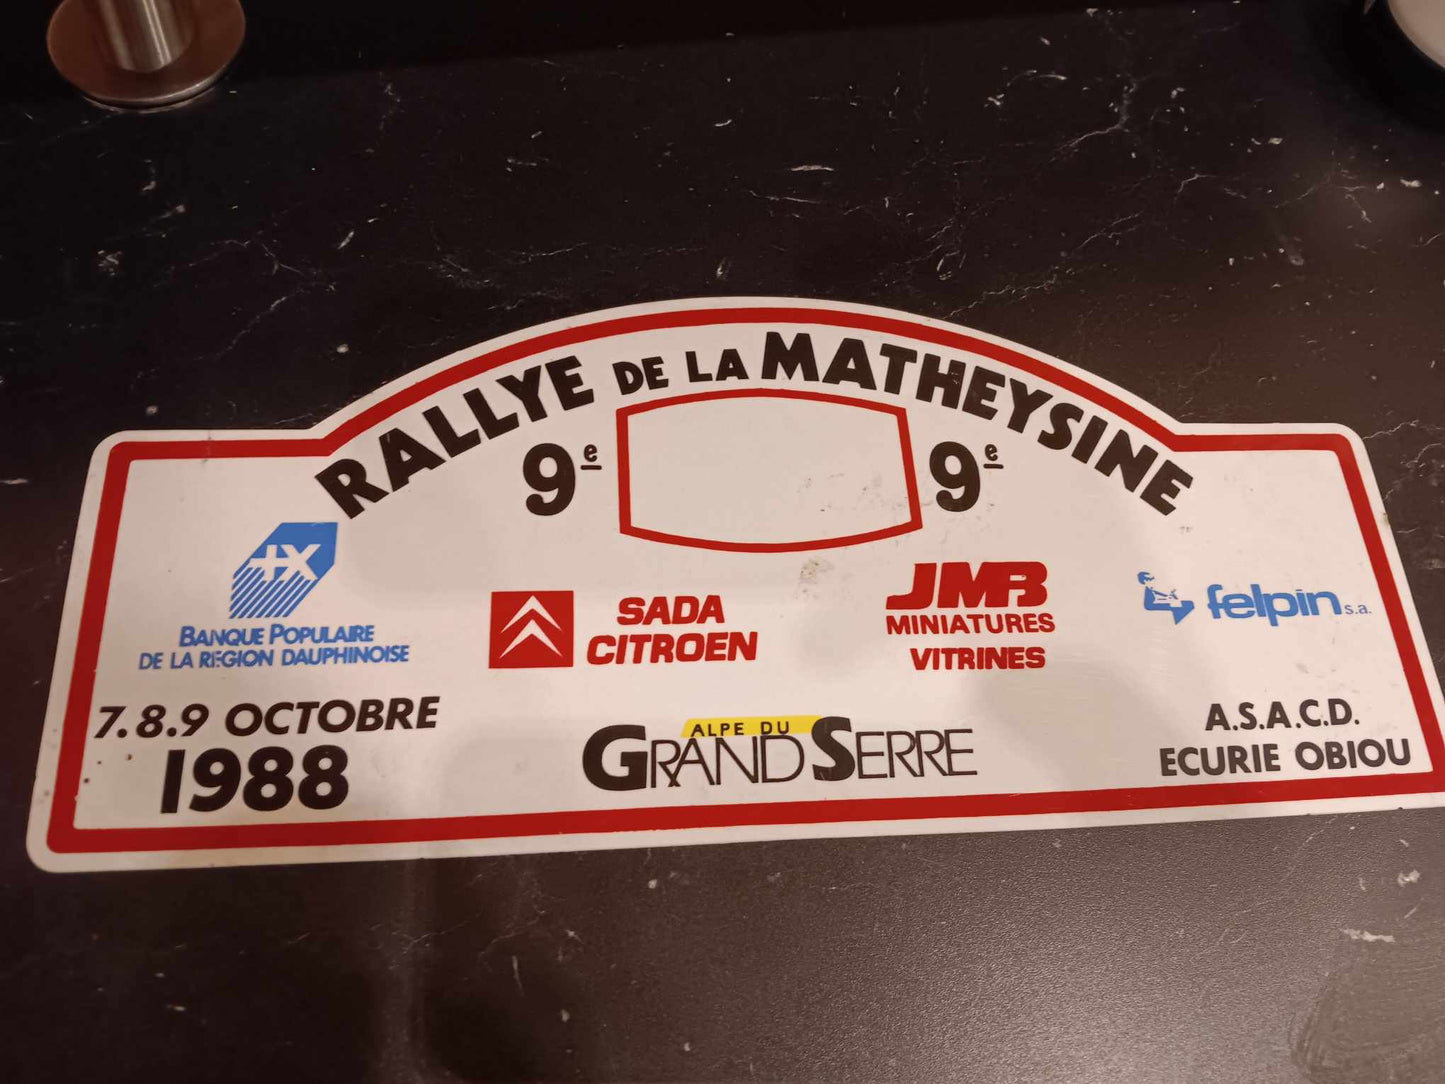 RALLYE DE LA MATHEYSINE
9e 9e
+X
BANQUE POPULAIRE
DE LA REGION DAUPHINOISE
SADA
CITROEN
JMB
MINIATURES
VITRINES
felpin s.a.
7.8.9 OCTOBRE
1988
ALPE DU
GRAND SERRE
A.S.A.C.D.
ECURIE OBIOU